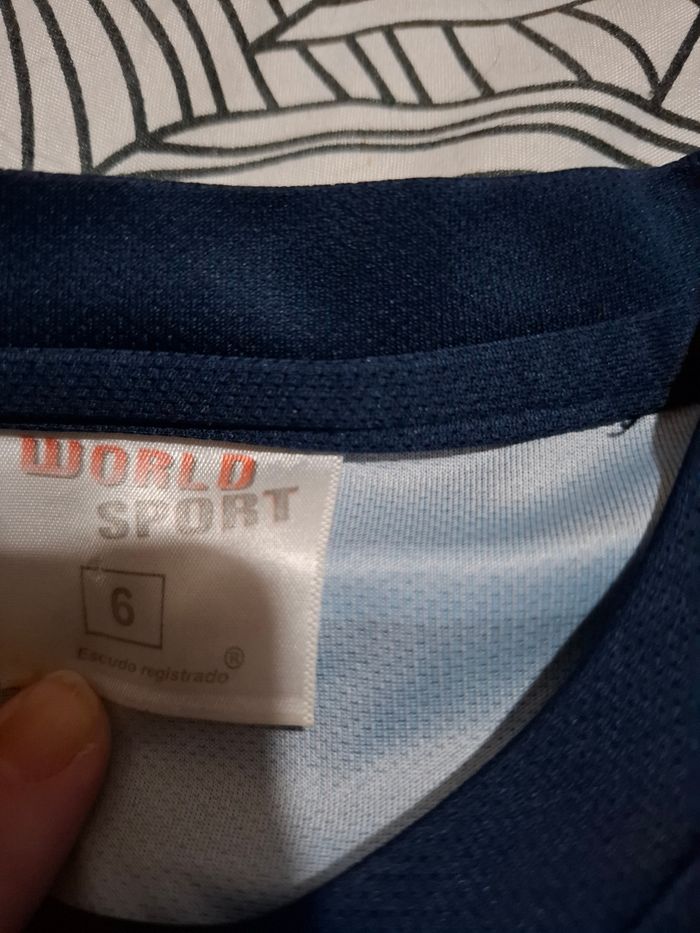 WORLD
SPORT
6
Escudo registrado ®